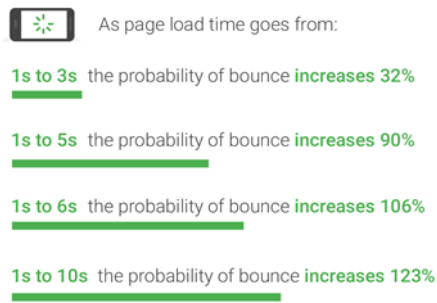 As page load time goes from:
1s to 3s the probability of bounce increases 32%
1s to 5s the probability of bounce increases 90%
1s to 6s the probability of bounce increases 106%
1s to 10s the probability of bounce increases 123%